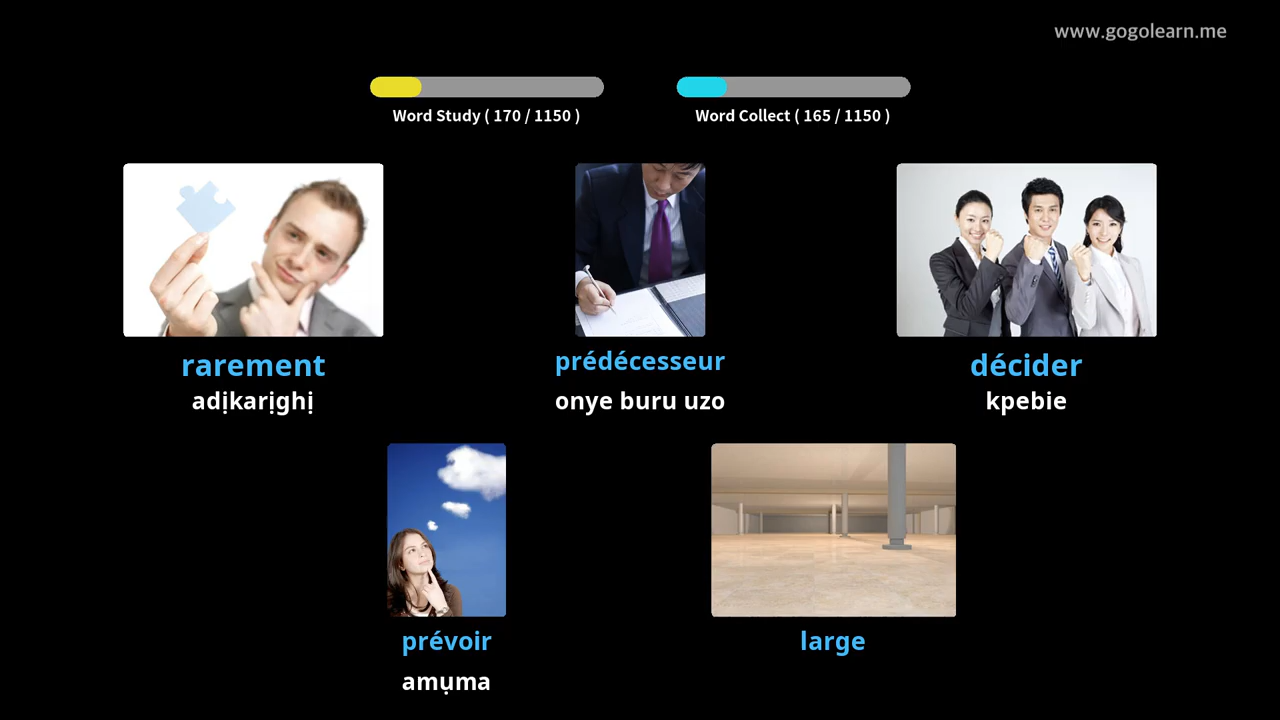 www.gogolearn.me
Word Study ( 170 / 1150 )
Word Collect ( 165 / 1150 )
rarement
adịkarịghị
prédécesseur
onye buru uzo
décider
kpebie
prévoir
amụma
large